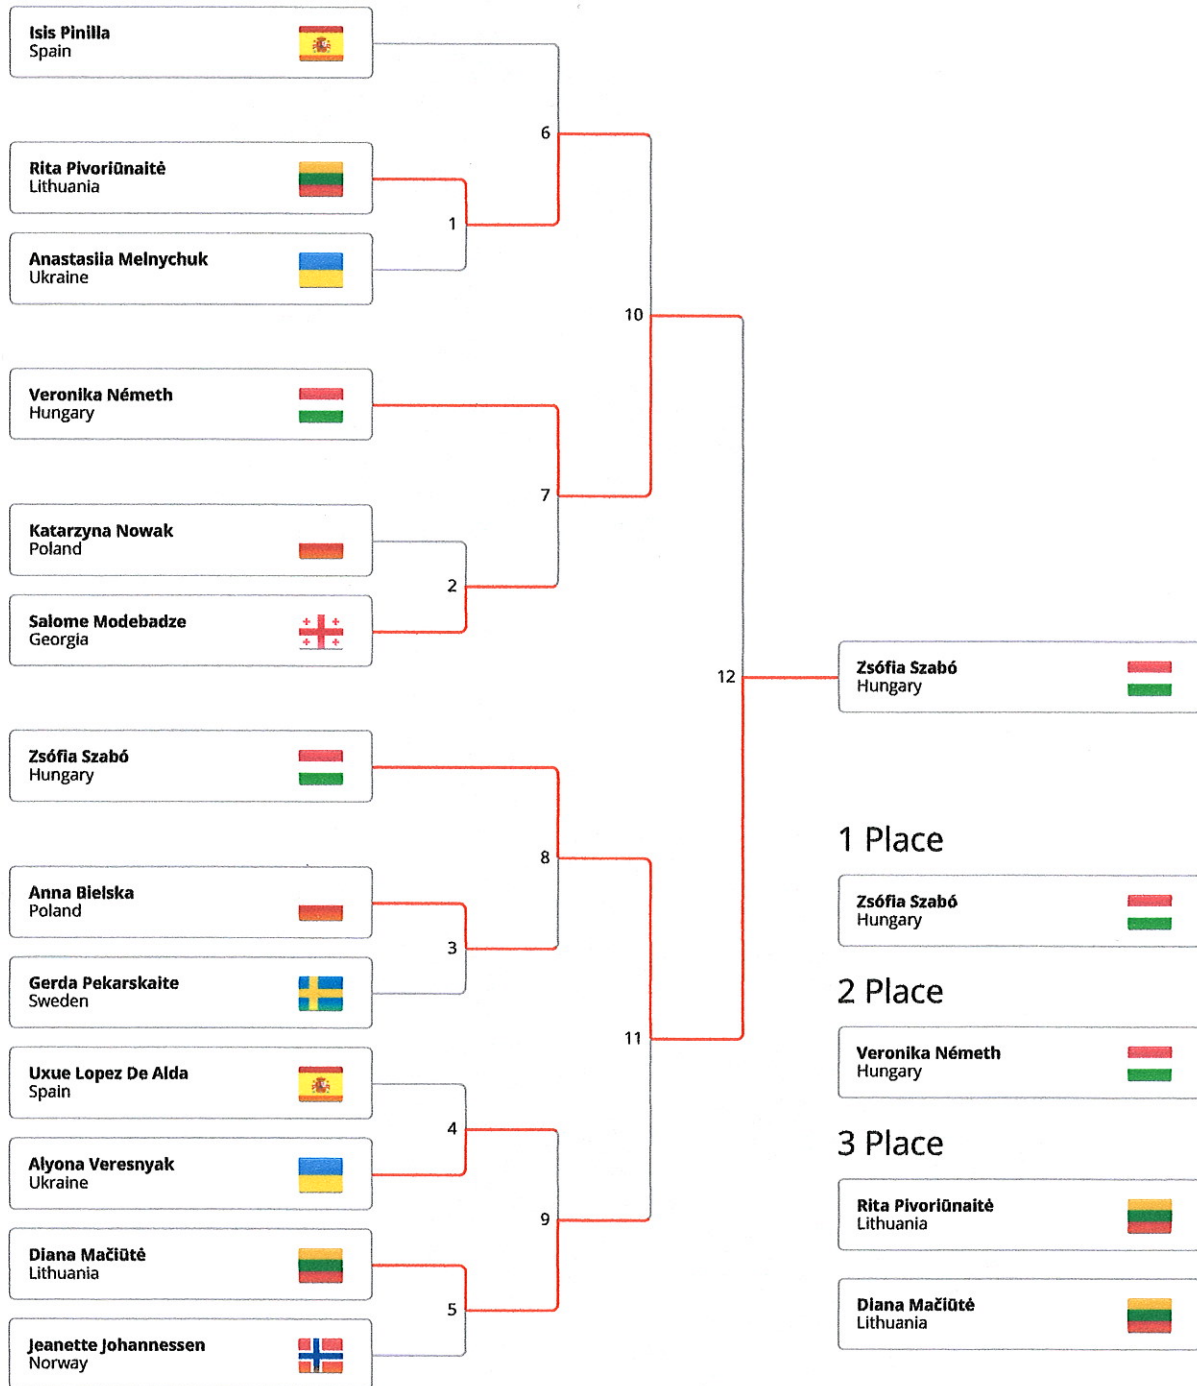 Isis Pinilla
Spain
6
Rita Pivoriūnaitė
Lithuania
1
Anastasiia Melnychuk
Ukraine
10
Veronika Németh
Hungary
7
Katarzyna Nowak
Poland
2
Salome Modebadze
Georgia
12
Zsófia Szabó
Hungary
Zsófia Szabó
Hungary
8
Anna Bielska
Poland
3
Gerda Pekarskaite
Sweden
11
Uxue Lopez De Alda
Spain
4
Alyona Veresnyak
Ukraine
9
Diana Mačiūtė
Lithuania
5
Jeanette Johannessen
Norway
1 Place
Zsófia Szabó
Hungary
2 Place
Veronika Németh
Hungary
3 Place
Rita Pivoriūnaitė
Lithuania
Diana Mačiūtė
Lithuania